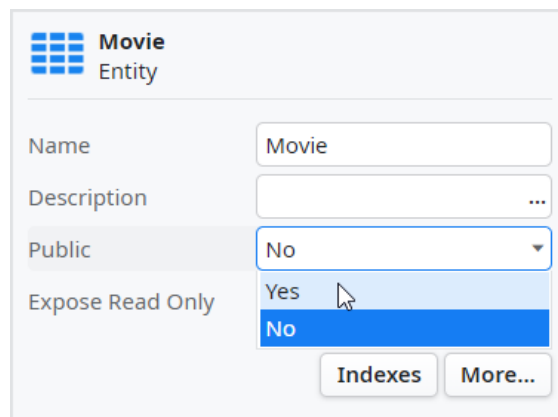 Movie
Entity
Name Movie
Description ...
Public No
Yes
Expose Read Only
No
Indexes More...